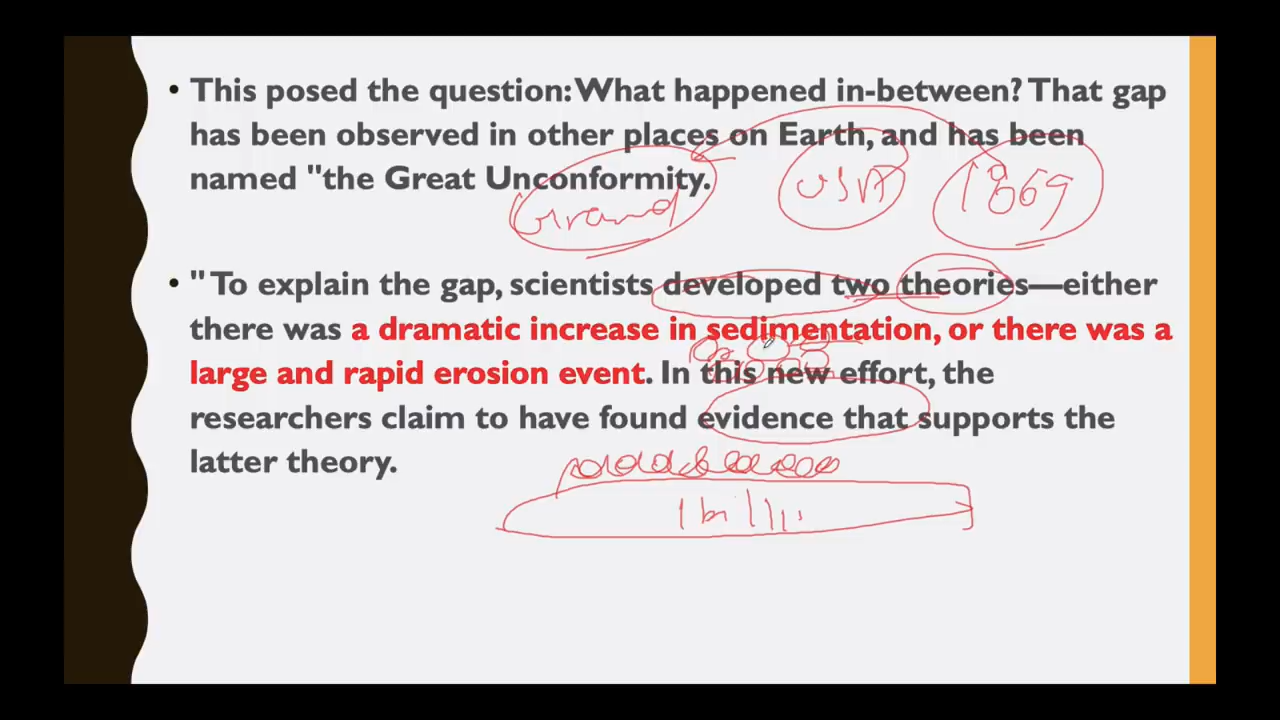 • This posed the question: What happened in-between? That gap
has been observed in other places on Earth, and has been
named "the Great Unconformity.
Grand
USA
1869
• " To explain the gap, scientists developed two theories—either
there was a dramatic increase in sedimentation, or there was a
large and rapid erosion event. In this new effort, the
researchers claim to have found evidence that supports the
latter theory.